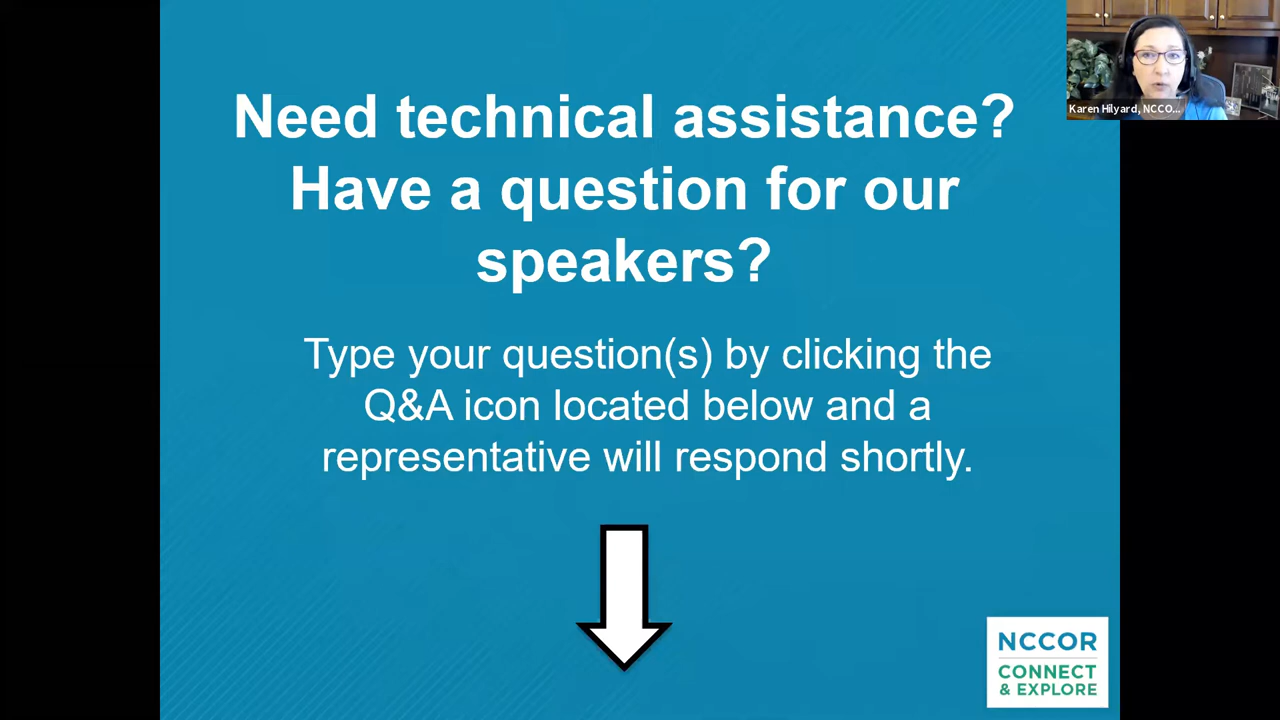 Need technical assistance?
Have a question for our
speakers?
Type your question(s) by clicking the
Q&A icon located below and a
representative will respond shortly.
Karen Hilyard, NCCO...
NCCOR
CONNECT
& EXPLORE